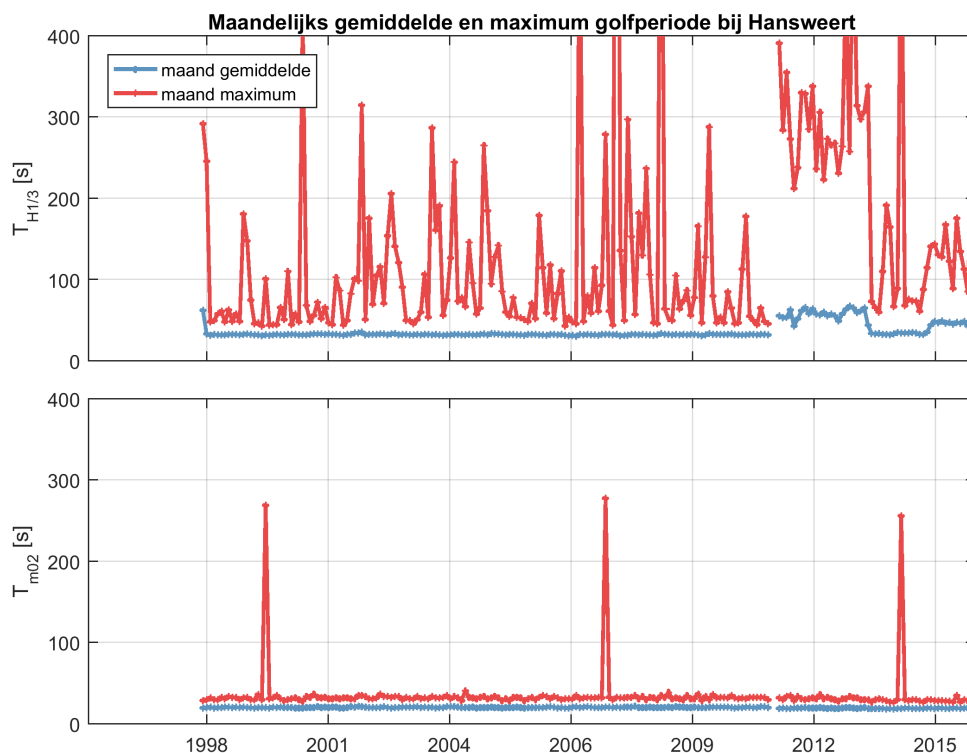 Maandelijks gemiddelde en maximum golfperiode bij Hansweert
400
300
200
100
0
T_H1/3 [s]
maand gemiddelde
maand maximum
400
300
200
100
0
T_m02 [s]
1998 2001 2004 2006 2009 2012 2015